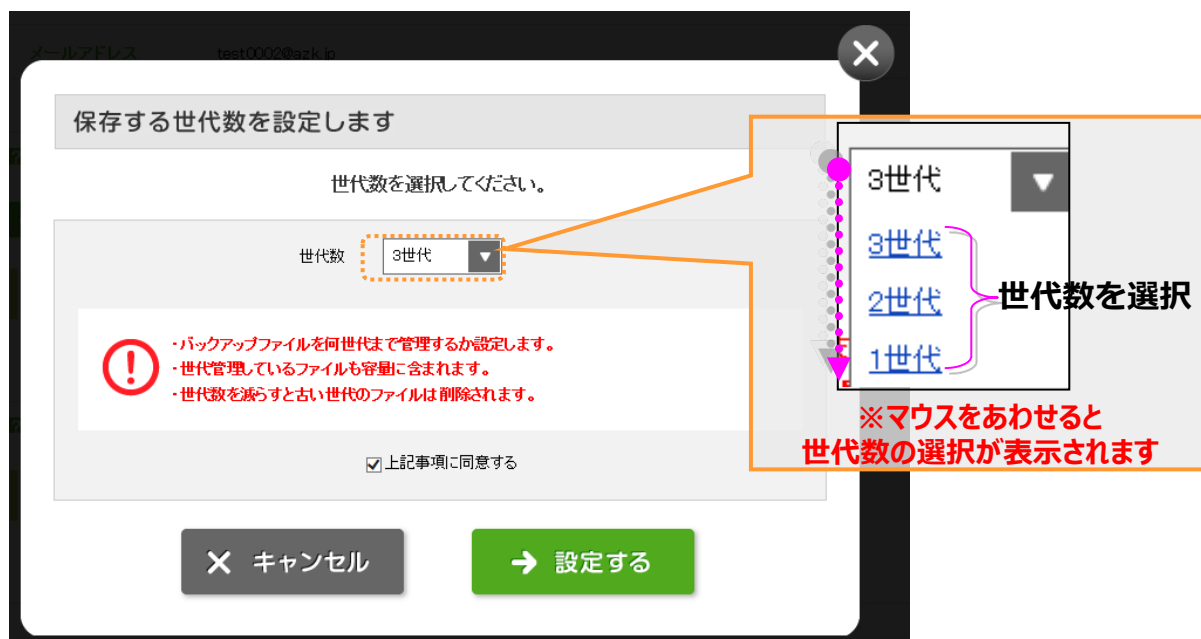 メールアドレス test0002@azk.jp
保存する世代数を設定します
世代数を選択してください。
世代数 3世代
・バックアップファイルを何世代まで管理するか設定します。
・世代管理しているファイルも容量に含まれます。
・世代数を減らすと古い世代のファイルは削除されます。
上記事項に同意する
キャンセル
設定する
3世代
3世代
2世代
1世代
世代数を選択
※マウスをあわせると
世代数の選択が表示されます